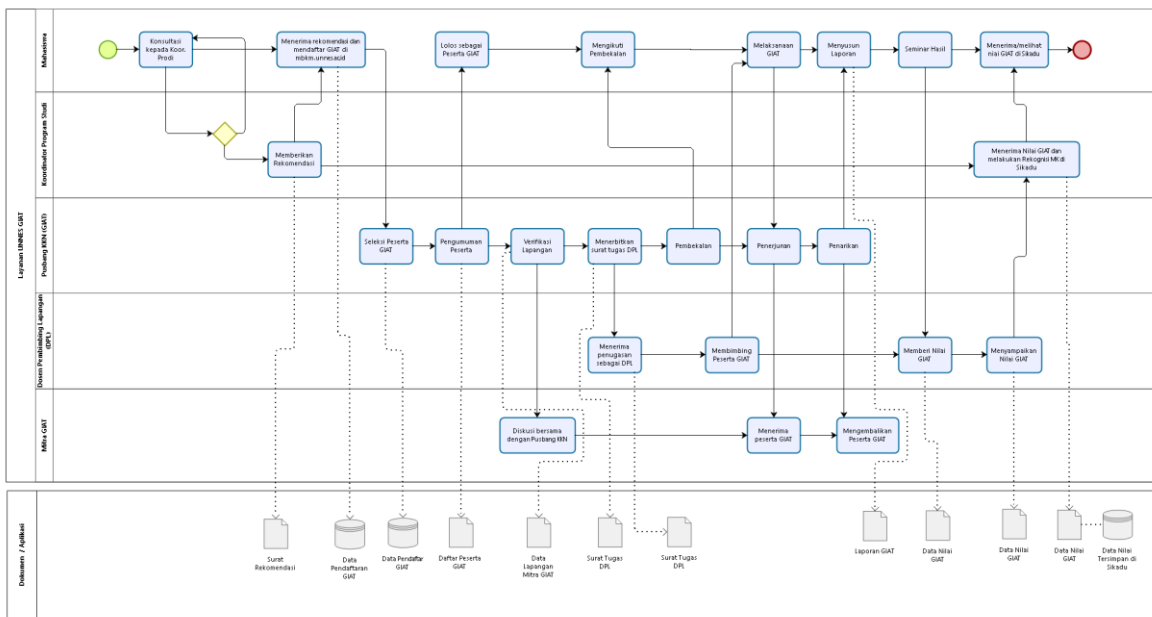 Layanan UNNES GIAT
Mahasiswa
Konsultasi
kepada Koor.
Prodi
Menerima rekomendasi dan
mendaftar GIAT di
mbkm.unnes.ac.id
Lolos sebagai
Peserta GIAT
Mengikuti
Pembekalan
Melaksanaan
GIAT
Menyusun
Laporan
Seminar Hasil
Menerima/melihat
nilai GIAT di Sikadu
Koordinator Program Studi
Memberikan
Rekomendasi
Menerima Nilai GIAT dan
melakukan Rekognisi MK di
Sikadu
Pusbang KKN (GIAT)
Seleksi Peserta
GIAT
Pengumuman
Peserta
Verifikasi
Lapangan
Menerbitkan
surat tugas DPL
Pembekalan
Penerjunan
Penarikan
Dosen Pembimbing Lapangan
(DPL)
Menerima
penugasan
sebagai DPL
Membimbing
Peserta GIAT
Memberi Nilai
GIAT
Menyampaikan
Nilai GIAT
Mitra GIAT
Diskusi bersama
dengan Pusbang KKN
Menerima
peserta GIAT
Mengembalikan
Peserta GIAT
Dokumen / Aplikasi
Surat
Rekomendasi
Data
Pendaftaran
GIAT
Data Pendaftar
GIAT
Daftar Peserta
GIAT
Data
Lapangan
Mitra GIAT
Surat Tugas
DPL
Surat Tugas
DPL
Laporan GIAT
Data Nilai
GIAT
Data Nilai
GIAT
Data Nilai
GIAT
Data Nilai
Tersimpan di
Sikadu